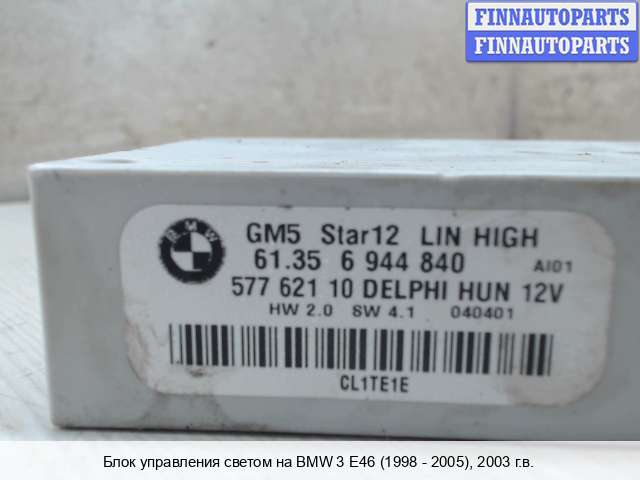 FINNAUTOPARTS
FINNAUTOPARTS
BMW
GM5 Star12 LIN HIGH
61.35 6 944 840 AI01
577 621 10 DELPHI HUN 12V
HW 2.0 SW 4.1 040401
CL1TE1E
Блок управления светом на BMW 3 E46 (1998 - 2005), 2003 г.в.